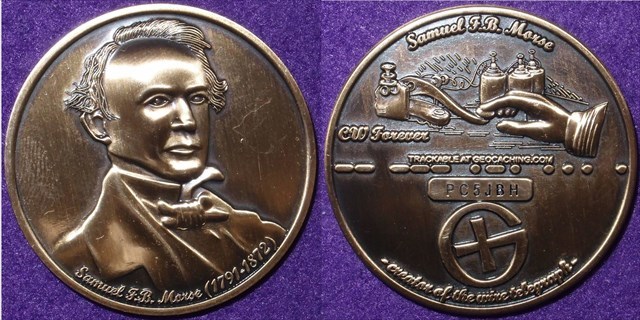 Samuel F.B. Morse (1791-1872)
Samuel F.B. Morse
CW Forever
TRACKABLE AT GEOCACHING.COM
PC5JBH
- creator of the wire telegraph -